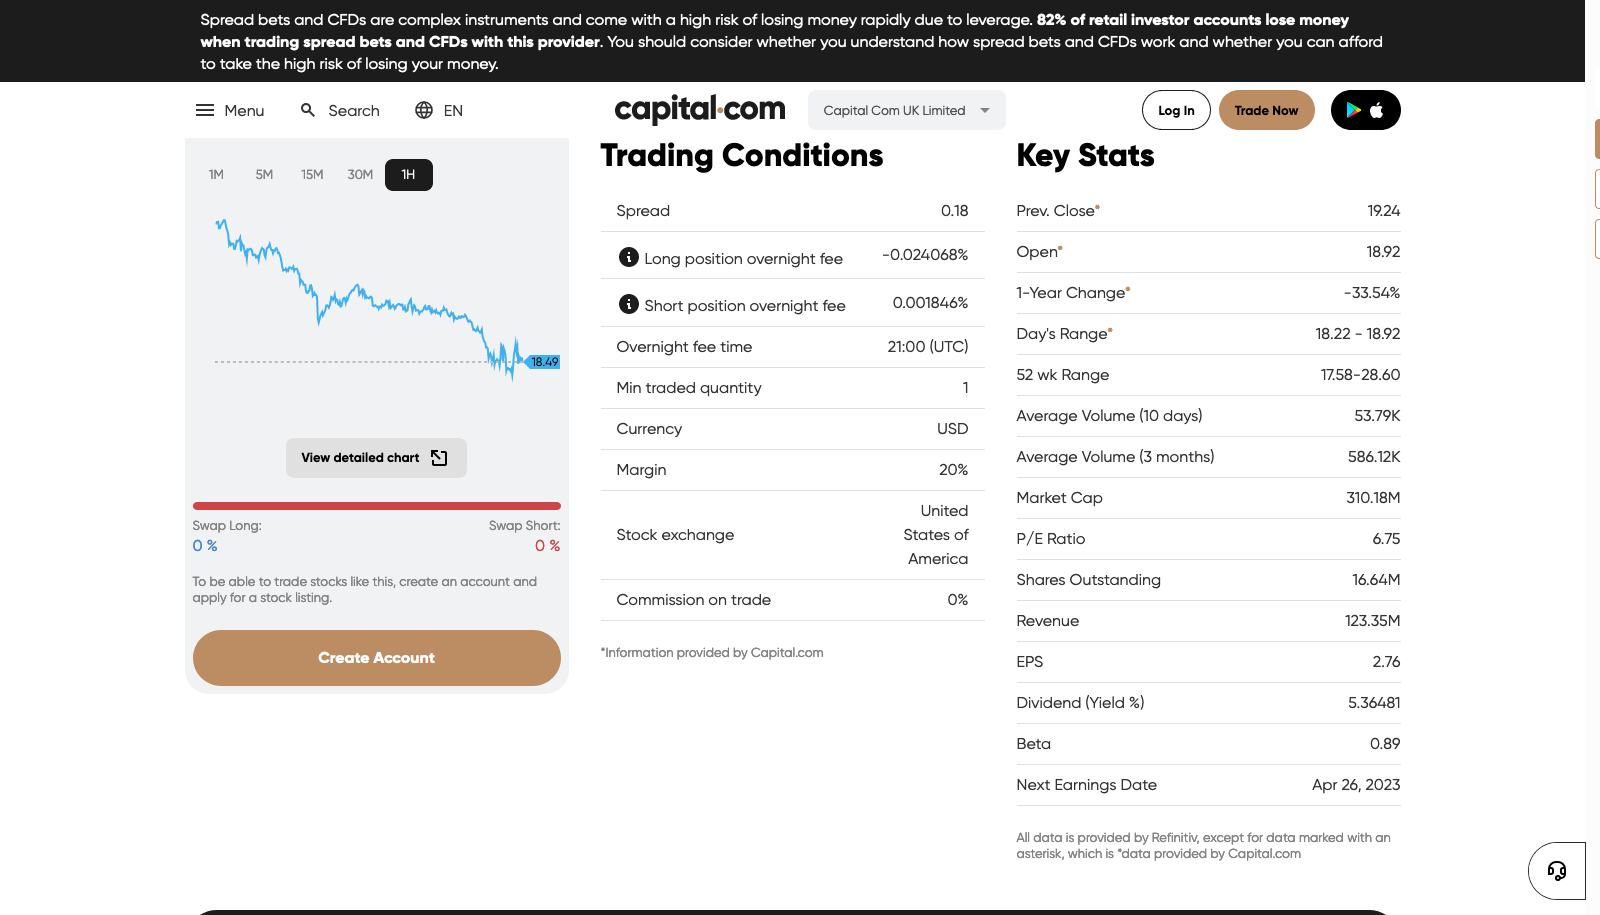 Spread bets and CFDs are complex instruments and come with a high risk of losing money rapidly due to leverage. 82% of retail investor accounts lose money
when trading spread bets and CFDs with this provider. You should consider whether you understand how spread bets and CFDs work and whether you can afford
to take the high risk of losing your money.
Menu Search EN capital.com Capital Com UK Limited Log In Trade Now
1M 5M 15M 30M 1H
18.49
View detailed chart
Swap Long: Swap Short:
0 % 0 %
To be able to trade stocks like this, create an account and
apply for a stock listing.
Create Account
Trading Conditions
Spread 0.18
Long position overnight fee -0.024068%
Short position overnight fee 0.001846%
Overnight fee time 21:00 (UTC)
Min traded quantity 1
Currency USD
Margin 20%
Stock exchange United
States of
America
Commission on trade 0%
*Information provided by Capital.com
Key Stats
Prev. Close* 19.24
Open* 18.92
1-Year Change* -33.54%
Day's Range* 18.22 - 18.92
52 wk Range 17.58-28.60
Average Volume (10 days) 53.79K
Average Volume (3 months) 586.12K
Market Cap 310.18M
P/E Ratio 6.75
Shares Outstanding 16.64M
Revenue 123.35M
EPS 2.76
Dividend (Yield %) 5.36481
Beta 0.89
Next Earnings Date Apr 26, 2023
All data is provided by Refinitiv, except for data marked with an
asterisk, which is *data provided by Capital.com